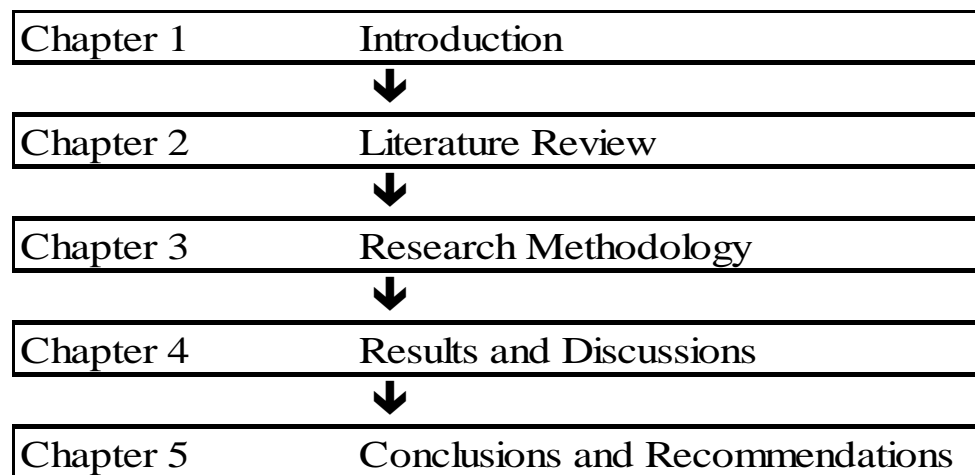 Chapter 1 Introduction
Chapter 2 Literature Review
Chapter 3 Research Methodology
Chapter 4 Results and Discussions
Chapter 5 Conclusions and Recommendations